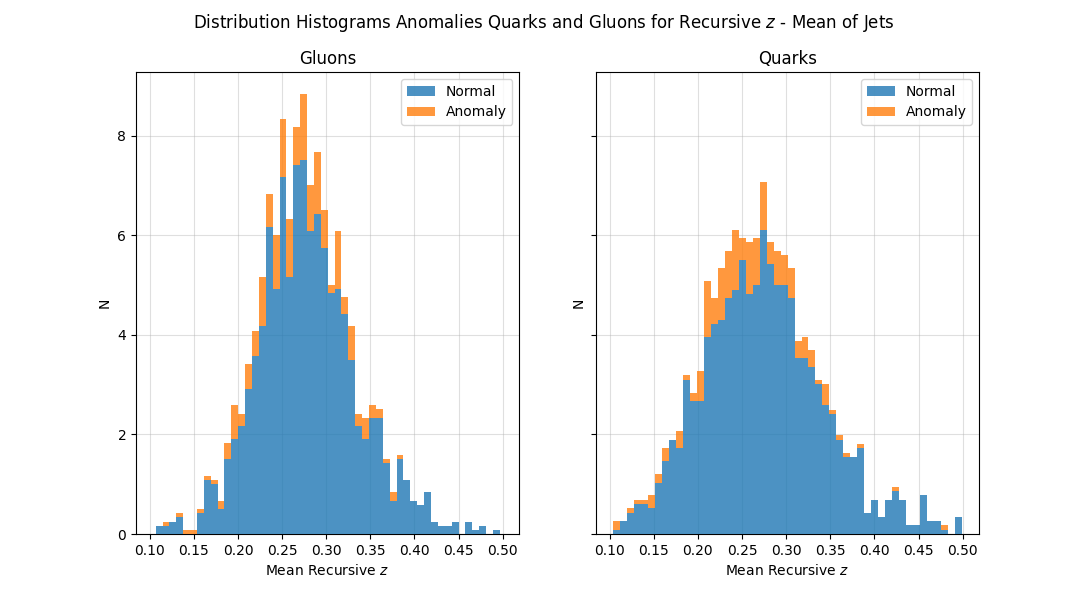 Distribution Histograms Anomalies Quarks and Gluons for Recursive z - Mean of Jets
Gluons
Normal
Anomaly
N
8
6
4
2
0
0.10 0.15 0.20 0.25 0.30 0.35 0.40 0.45 0.50
Mean Recursive z
Quarks
Normal
Anomaly
N
0.10 0.15 0.20 0.25 0.30 0.35 0.40 0.45 0.50
Mean Recursive z